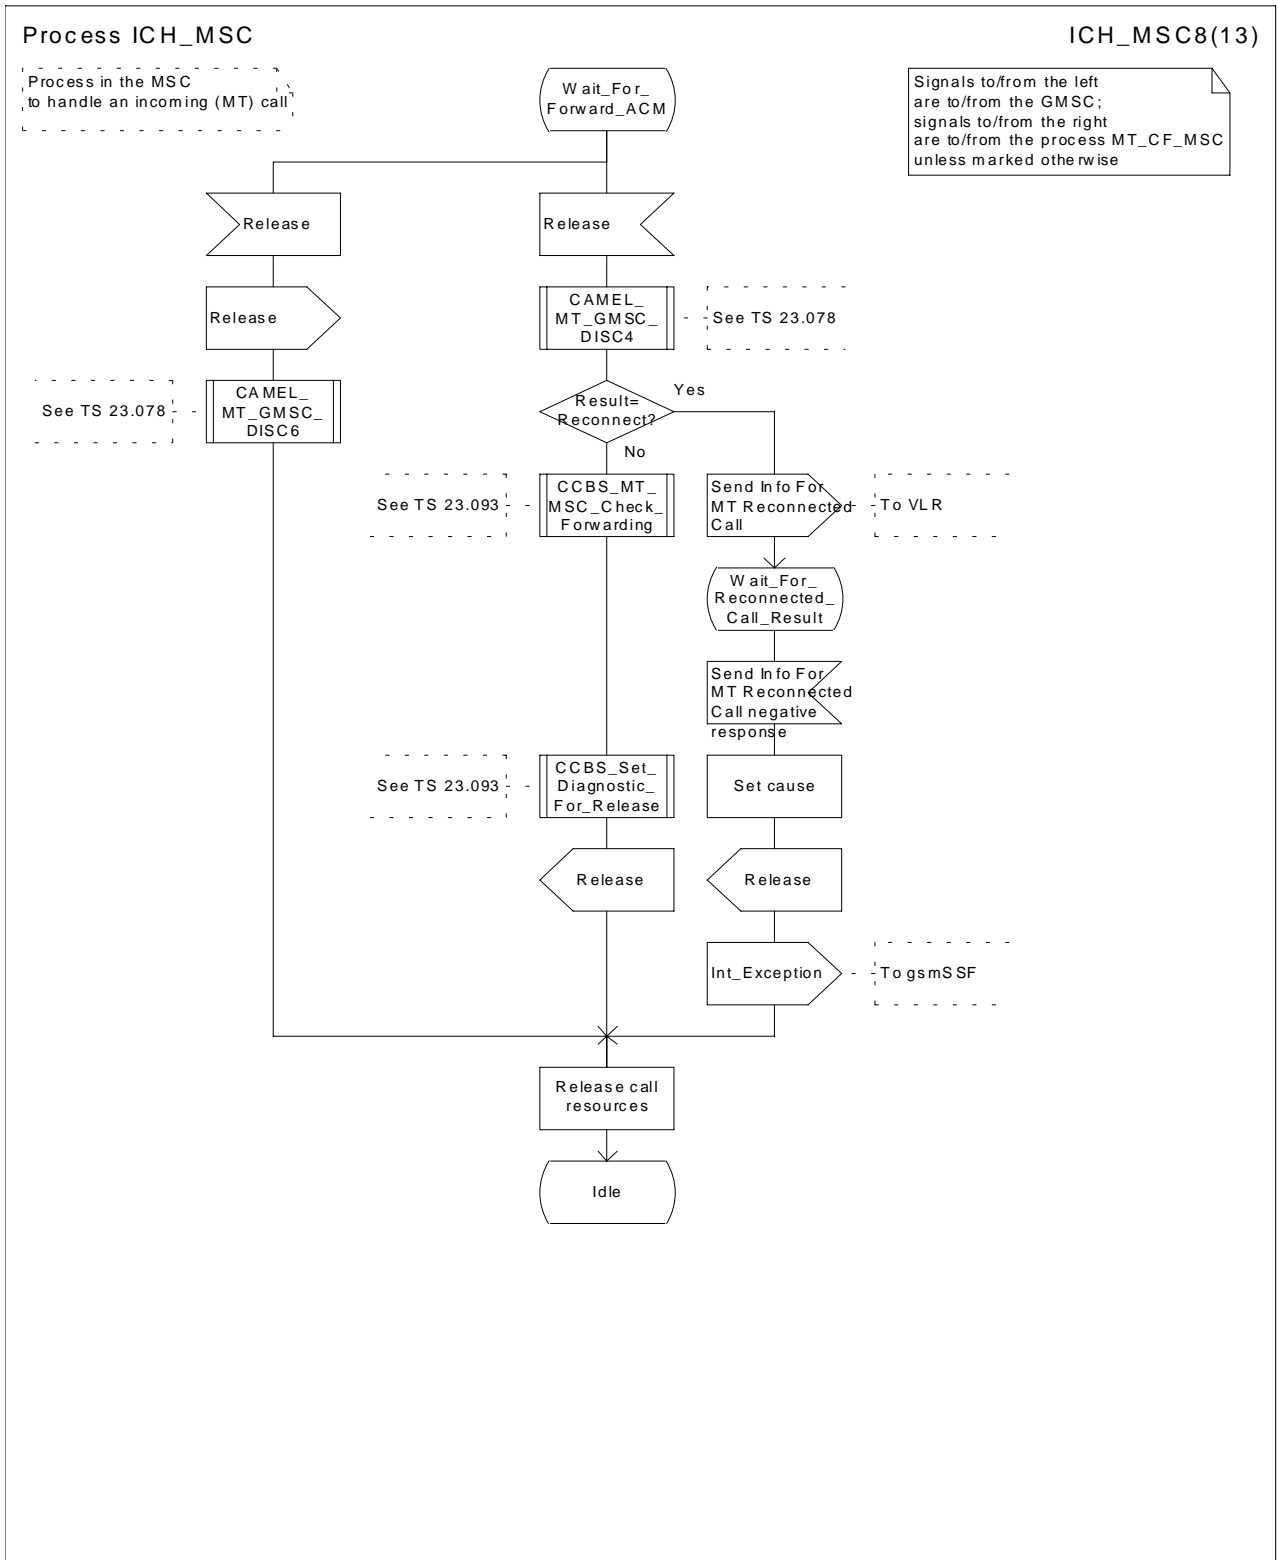 Process ICH_MSC
ICH_MSC8(13)
Process in the MSC
to handle an incoming (MT) call
Wait_For_
Forward_ACM
Signals to/from the left
are to/from the GMSC;
signals to/from the right
are to/from the process MT_CF_MSC
unless marked otherwise
Release
Release
Release
CAMEL_
MT_GMSC_
DISC4
See TS 23.078
See TS 23.078
CAMEL_
MT_GMSC_
DISC6
Result=
Reconnect?
Yes
No
See TS 23.093
CCBS_MT_
MSC_Check_
Forwarding
Send Info For
MT Reconnected
Call
To VLR
Wait_For_
Reconnected_
Call_Result
Send Info For
MT Reconnected
Call negative
response
See TS 23.093
CCBS_Set_
Diagnostic_
For_Release
Set cause
Release
Release
Int_Exception
To gsmSSF
Release call
resources
Idle